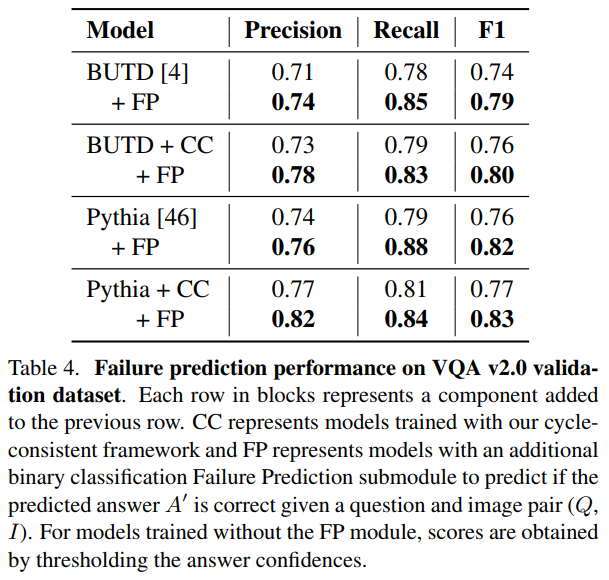 Model Precision Recall F1
BUTD [4] 0.71 0.78 0.74
+ FP 0.74 0.85 0.79
BUTD + CC 0.73 0.79 0.76
+ FP 0.78 0.83 0.80
Pythia [46] 0.74 0.79 0.76
+ FP 0.76 0.88 0.82
Pythia + CC 0.77 0.81 0.77
+ FP 0.82 0.84 0.83
Table 4. Failure prediction performance on VQA v2.0 valida-
tion dataset. Each row in blocks represents a component added
to the previous row. CC represents models trained with our cycle-
consistent framework and FP represents models with an additional
binary classification Failure Prediction submodule to predict if the
predicted answer A′ is correct given a question and image pair (Q,
I). For models trained without the FP module, scores are obtained
by thresholding the answer confidences.